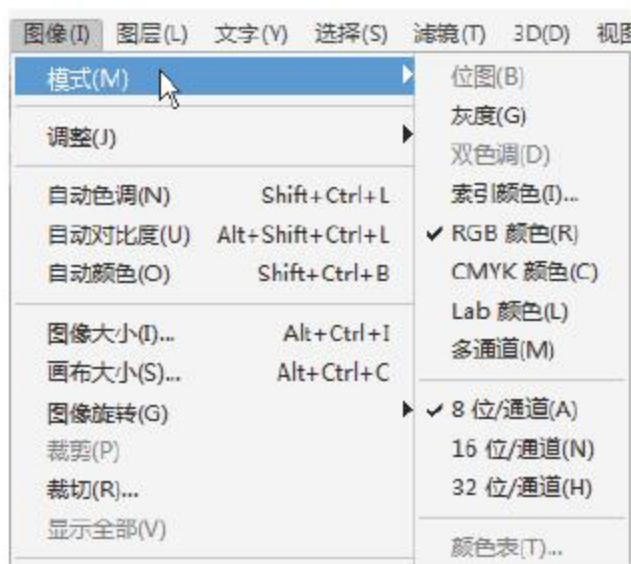 图像(I) 图层(L) 文字(Y) 选择(S) 滤镜(T) 3D(D) 视图
模式(M)
调整(J)
自动色调(N) Shift+Ctrl+L
自动对比度(U) Alt+Shift+Ctrl+L
自动颜色(O) Shift+Ctrl+B
图像大小(I)... Alt+Ctrl+I
画布大小(S)... Alt+Ctrl+C
图像旋转(G)
裁剪(P)
裁切(R)...
显示全部(V)
位图(B)
灰度(G)
双色调(D)
索引颜色(I)...
RGB 颜色(R)
CMYK 颜色(C)
Lab 颜色(L)
多通道(M)
8 位/通道(A)
16 位/通道(N)
32 位/通道(H)
颜色表(T)...